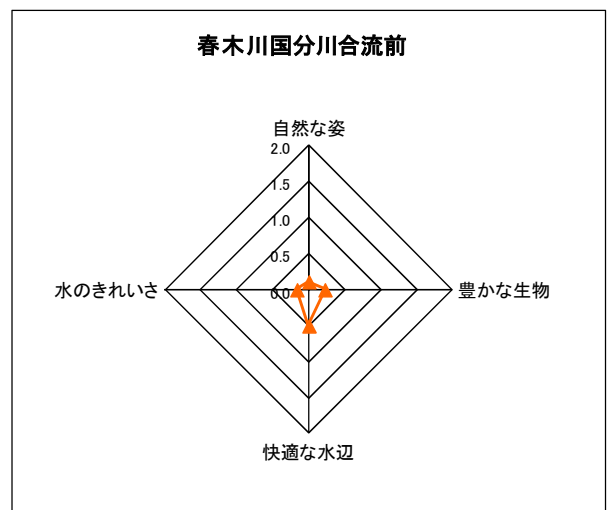 春木川国分川合流前
自然な姿
2.0
1.5
1.0
0.5
0.0
水のきれいさ
豊かな生物
快適な水辺